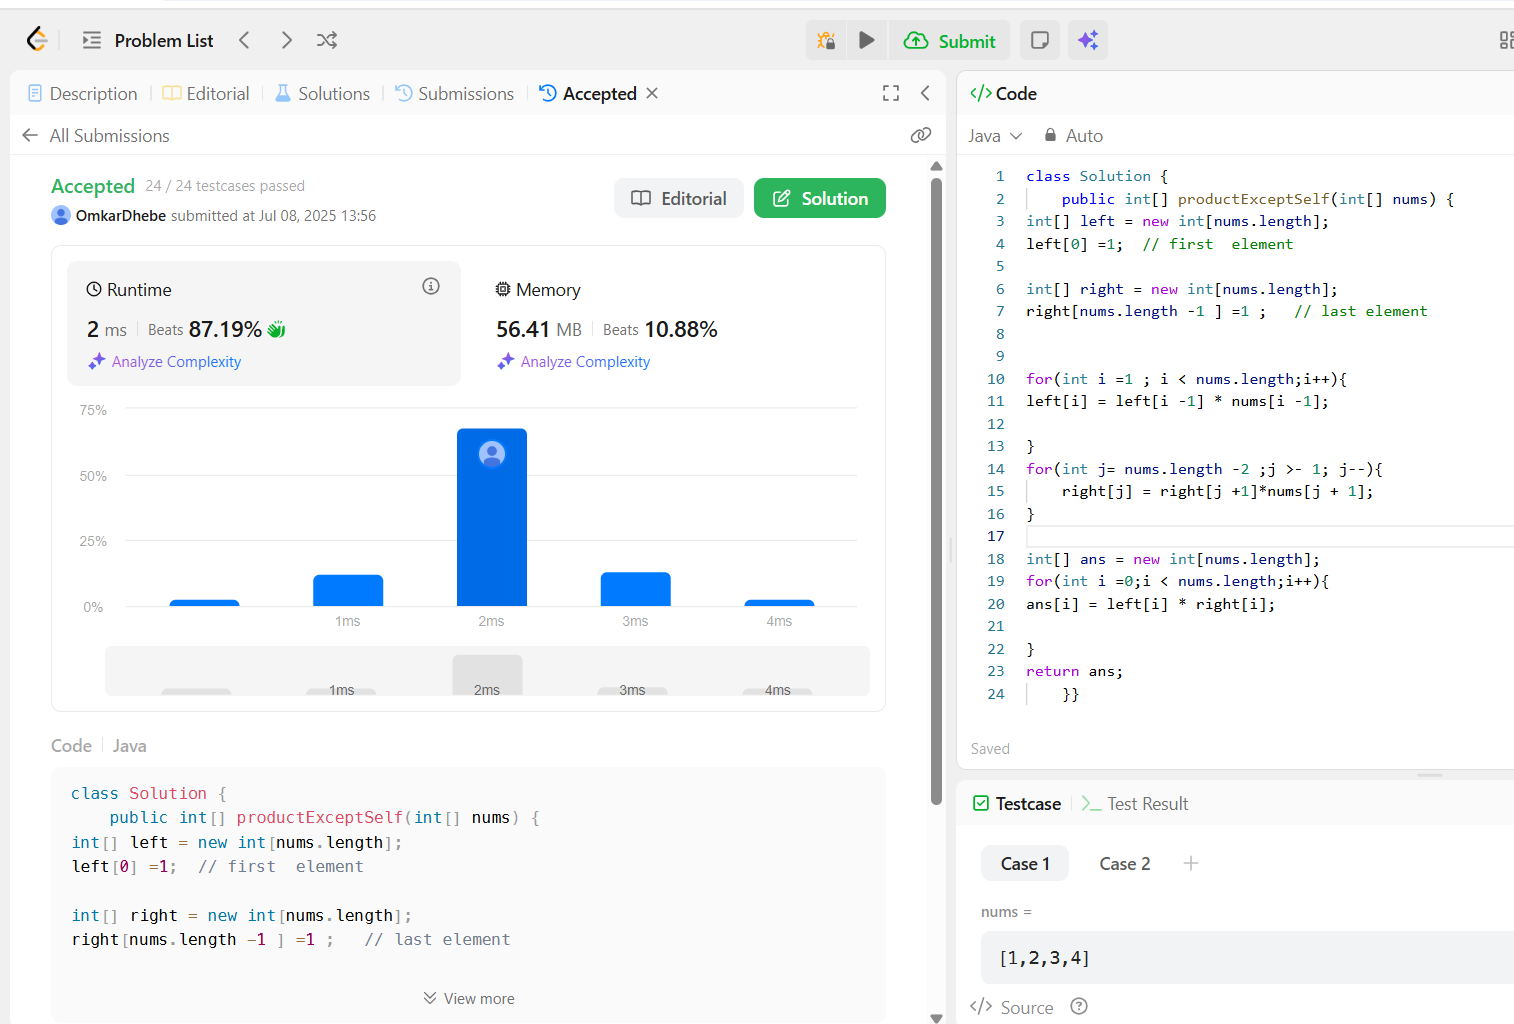 Problem List
Submit
Description
Editorial
Solutions
Submissions
Accepted
All Submissions
Accepted 24 / 24 testcases passed
OmkarDhebe submitted at Jul 08, 2025 13:56
Editorial
Solution
Runtime
2 ms Beats 87.19%
Analyze Complexity
Memory
56.41 MB Beats 10.88%
Analyze Complexity
75%
50%
25%
0%
1ms
2ms
3ms
4ms
1ms
2ms
3ms
4ms
Code Java
class Solution {
public int[] productExceptSelf(int[] nums) {
int[] left = new int[nums.length];
left[0] =1;  // first  element
int[] right = new int[nums.length];
right[nums.length -1 ] =1 ;   // last element
View more
</> Code
Java
Auto
1 class Solution {
2 public int[] productExceptSelf(int[] nums) {
3 int[] left = new int[nums.length];
4 left[0] =1;  // first  element
5
6 int[] right = new int[nums.length];
7 right[nums.length -1 ] =1 ;   // last element
8
9
10 for(int i =1 ; i < nums.length;i++){
11 left[i] = left[i -1] * nums[i -1];
12
13 }
14 for(int j= nums.length -2 ;j >- 1; j--){
15 right[j] = right[j +1]*nums[j + 1];
16 }
17
18 int[] ans = new int[nums.length];
19 for(int i =0;i < nums.length;i++){
20 ans[i] = left[i] * right[i];
21
22 }
23 return ans;
24 }}
Saved
Testcase
Test Result
Case 1
Case 2
nums =
[1,2,3,4]
</> Source